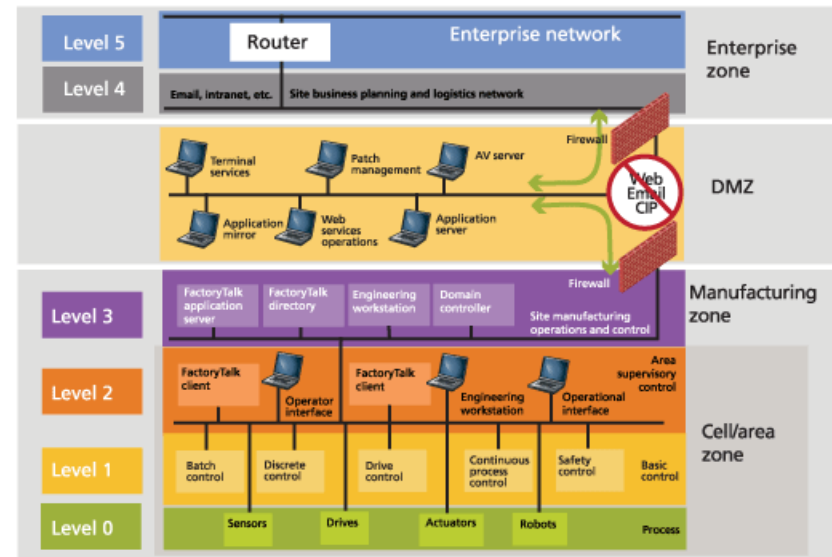 Level 5
Router
Enterprise network
Enterprise
zone
Level 4
Email, intranet, etc.
Site business planning and logistics network
Firewall
Terminal
services
Patch
management
AV server
Web
Email
CIP
DMZ
Application
mirror
Web
services
operations
Application
server
Firewall
Manufacturing
zone
Level 3
FactoryTalk
application
server
FactoryTalk
directory
Engineering
workstation
Domain
controller
Site manufacturing
operations and control
Level 2
FactoryTalk
client
Operator
interface
FactoryTalk
client
Engineering
workstation
Operational
interface
Area
supervisory
control
Cell/area
zone
Level 1
Batch
control
Discrete
control
Drive
control
Continuous
process
control
Safety
control
Basic
control
Level 0
Sensors
Drives
Actuators
Robots
Process